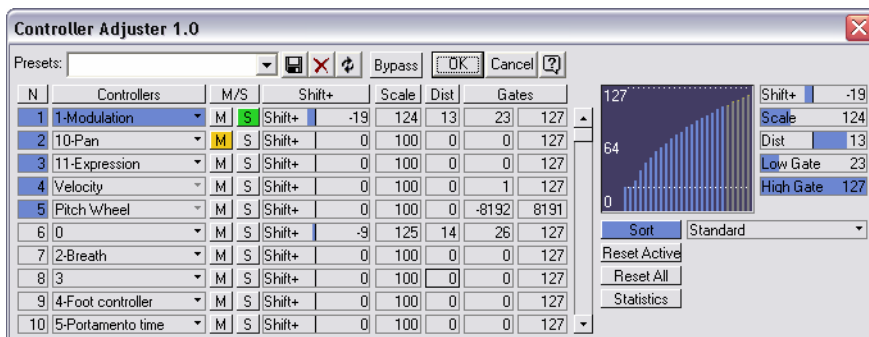 Controller Adjuster 1.0
Presets: Bypass OK Cancel
N Controllers M/S Shift+ Scale Dist Gates
1 1-Modulation M S Shift+ -19 124 13 23 127
2 10-Pan M S Shift+ 0 100 0 0 127
3 11-Expression M S Shift+ 0 100 0 0 127
4 Velocity M S Shift+ 0 100 0 1 127
5 Pitch Wheel M S Shift+ 0 100 0 -8192 8191
6 0 M S Shift+ -9 125 14 26 127
7 2-Breath M S Shift+ 0 100 0 0 127
8 3 M S Shift+ 0 100 0 0 127
9 4-Foot controller M S Shift+ 0 100 0 0 127
10 5-Portamento time M S Shift+ 0 100 0 0 127
127
64
0
Shift+ -19
Scale 124
Dist 13
Low Gate 23
High Gate 127
Sort Standard
Reset Active
Reset All
Statistics